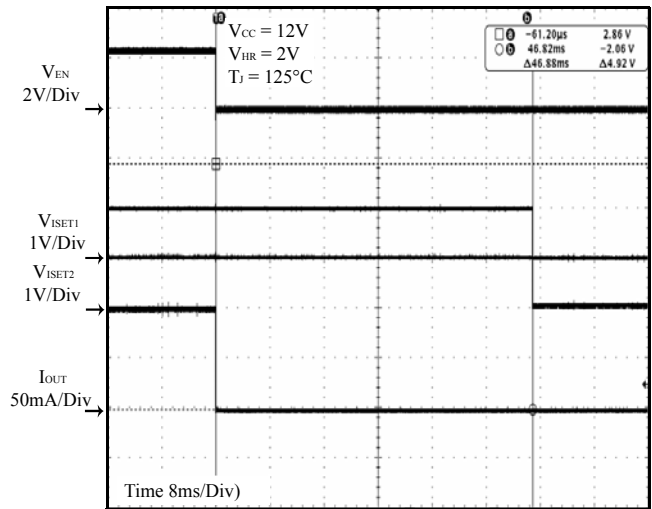 a
b
VCC = 12V
VHR = 2V
TJ = 125°C
a -61.20µs 2.86 V
b 46.82ms -2.06 V
Δ46.88ms Δ4.92 V
VEN
2V/Div
VISET1
1V/Div
VISET2
1V/Div
IOUT
50mA/Div
Time 8ms/Div)